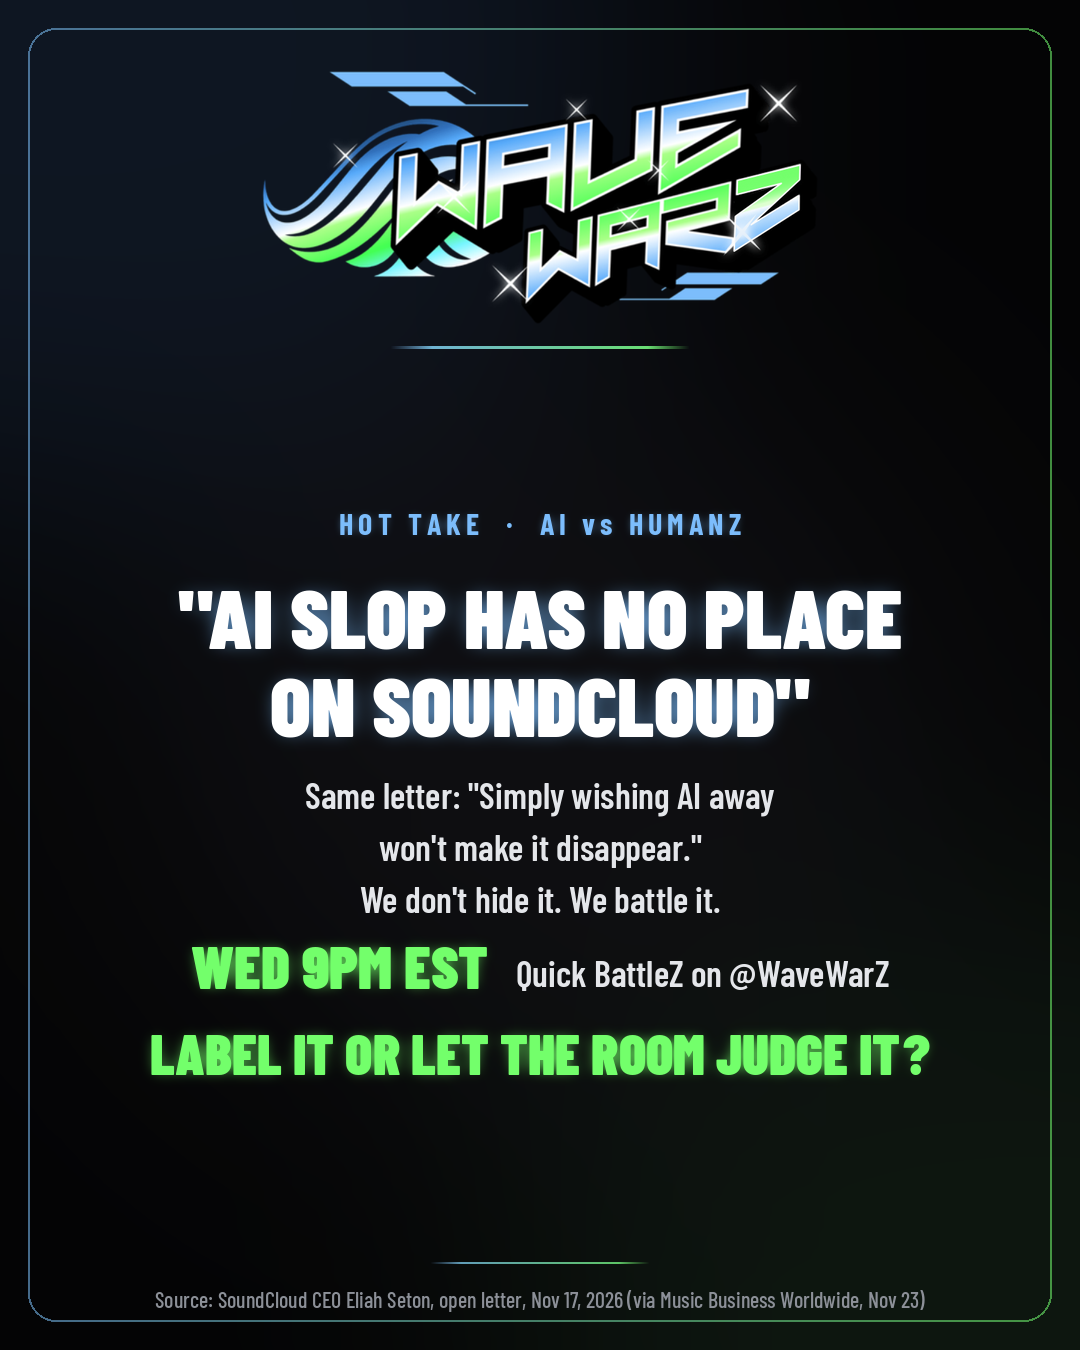 WAVE
WARZ
HOT TAKE · AI vs HUMANZ
"AI SLOP HAS NO PLACE
ON SOUNDCLOUD"
Same letter: "Simply wishing AI away
won't make it disappear."
We don't hide it. We battle it.
WED 9PM EST Quick BattleZ on @WaveWarZ
LABEL IT OR LET THE ROOM JUDGE IT?
Source: SoundCloud CEO Eliah Seton, open letter, Nov 17, 2026 (via Music Business Worldwide, Nov 23)